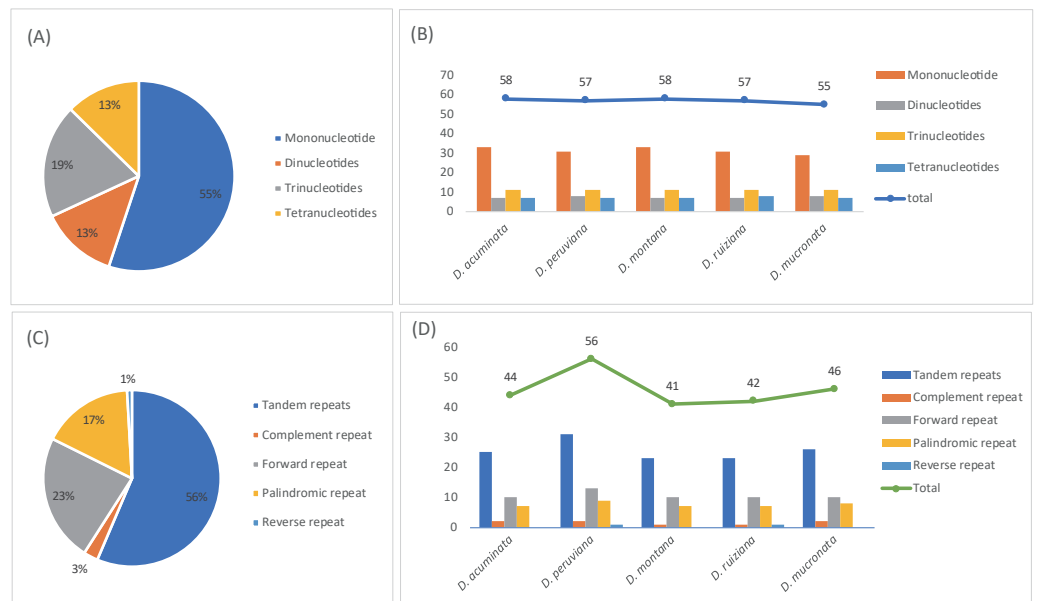 (A)
13%
19%
55%
13%
Mononucleotide
Dinucleotides
Trinucleotides
Tetranucleotides
(B)
70
60
50
40
30
20
10
0
58
57
58
57
55
D. acuminata
D. peruviana
D. montana
D. ruiziana
D. mucronata
Mononucleotide
Dinucleotides
Trinucleotides
Tetranucleotides
total
(C)
1%
17%
23%
56%
3%
Tandem repeats
Complement repeat
Forward repeat
Palindromic repeat
Reverse repeat
(D)
60
50
40
30
20
10
0
44
56
41
42
46
D. acuminata
D. peruviana
D. montana
D. ruiziana
D. mucronata
Tandem repeats
Complement repeat
Forward repeat
Palindromic repeat
Reverse repeat
Total